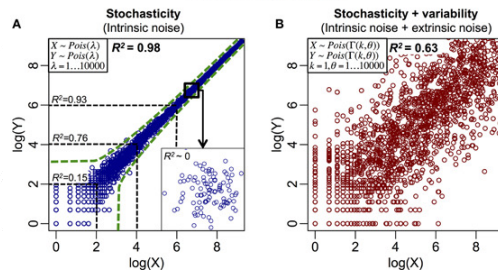 A
Stochasticity
(Intrinsic noise)
X ~ Pois(λ)
Y ~ Pois(λ)
λ = 1…10000
R² = 0.98
R²=0.93
R²=0.76
R²=0.15
R² ~ 0
log(Y)
0
2
4
6
8
0
2
4
6
8
log(X)
B
Stochasticity + variability
(Intrinsic noise + extrinsic noise)
X ~ Pois(Γ(k,θ))
Y ~ Pois(Γ(k,θ))
k = 1,θ = 1…10000
R² = 0.63
log(Y)
0
2
4
6
8
0
2
4
6
8
log(X)